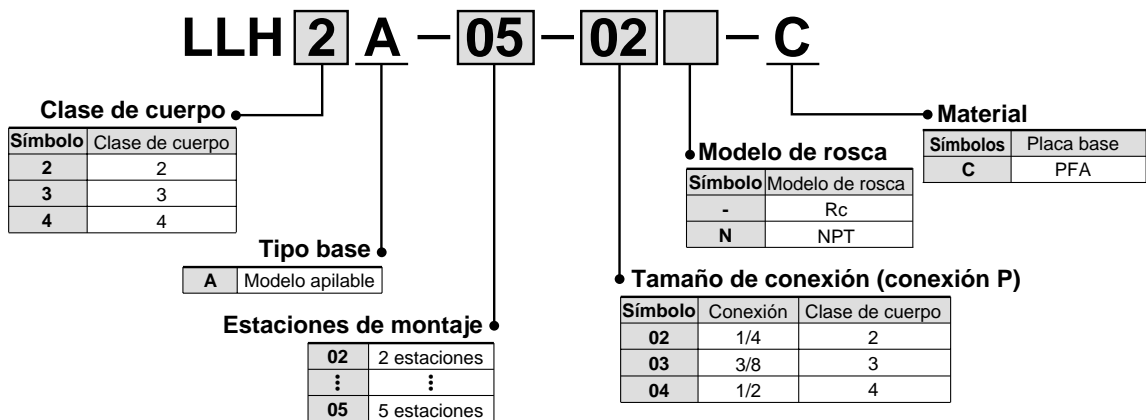 LLH 2 A - 05 - 02 - C
Clase de cuerpo
Símbolo Clase de cuerpo
2 2
3 3
4 4
Tipo base
A Modelo apilable
Estaciones de montaje
02 2 estaciones
⋮ ⋮
05 5 estaciones
Material
Símbolos Placa base
C PFA
Modelo de rosca
Símbolo Modelo de rosca
- Rc
N NPT
Tamaño de conexión (conexión P)
Símbolo Conexión Clase de cuerpo
02 1/4 2
03 3/8 3
04 1/2 4